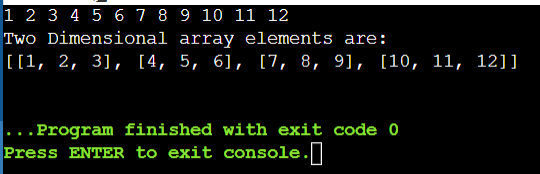 1 2 3 4 5 6 7 8 9 10 11 12
Two Dimensional array elements are:
[[1, 2, 3], [4, 5, 6], [7, 8, 9], [10, 11, 12]]
...Program finished with exit code 0
Press ENTER to exit console.